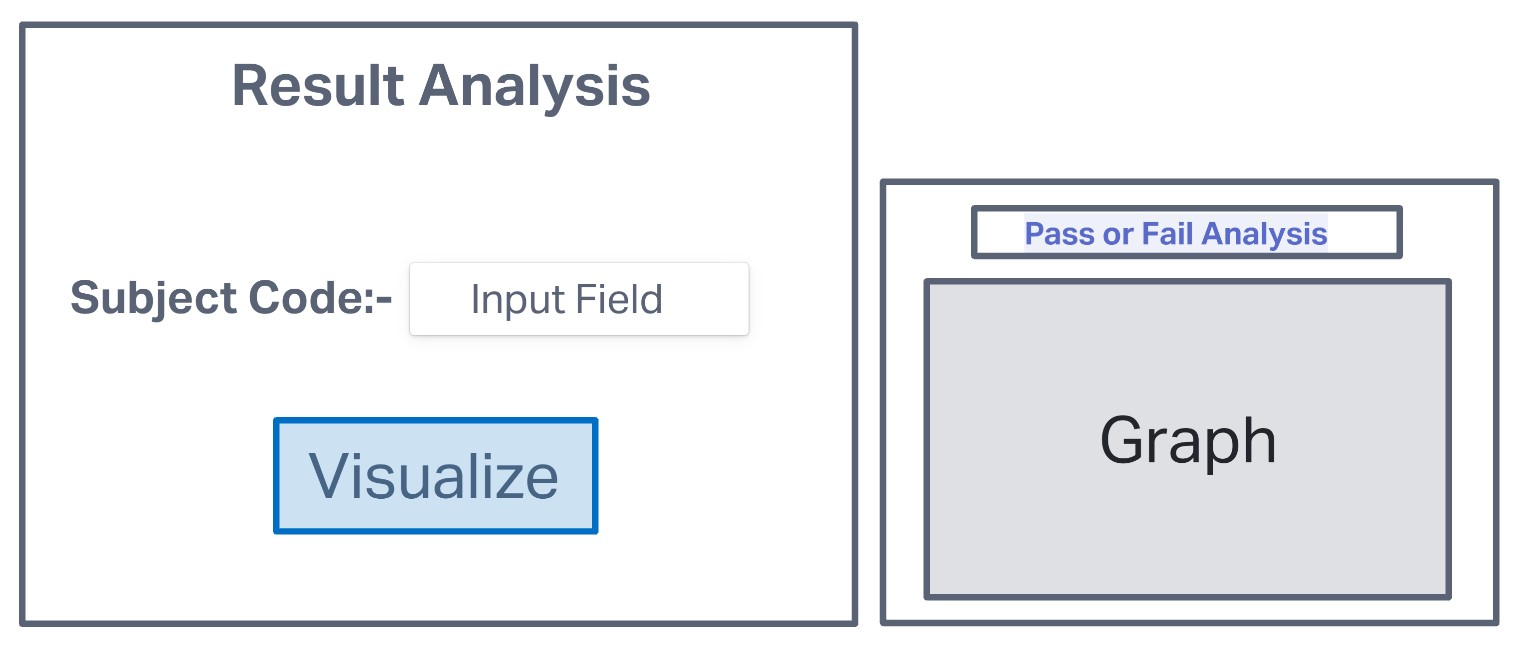 Result Analysis
Subject Code:- Input Field
Visualize
Pass or Fail Analysis
Graph